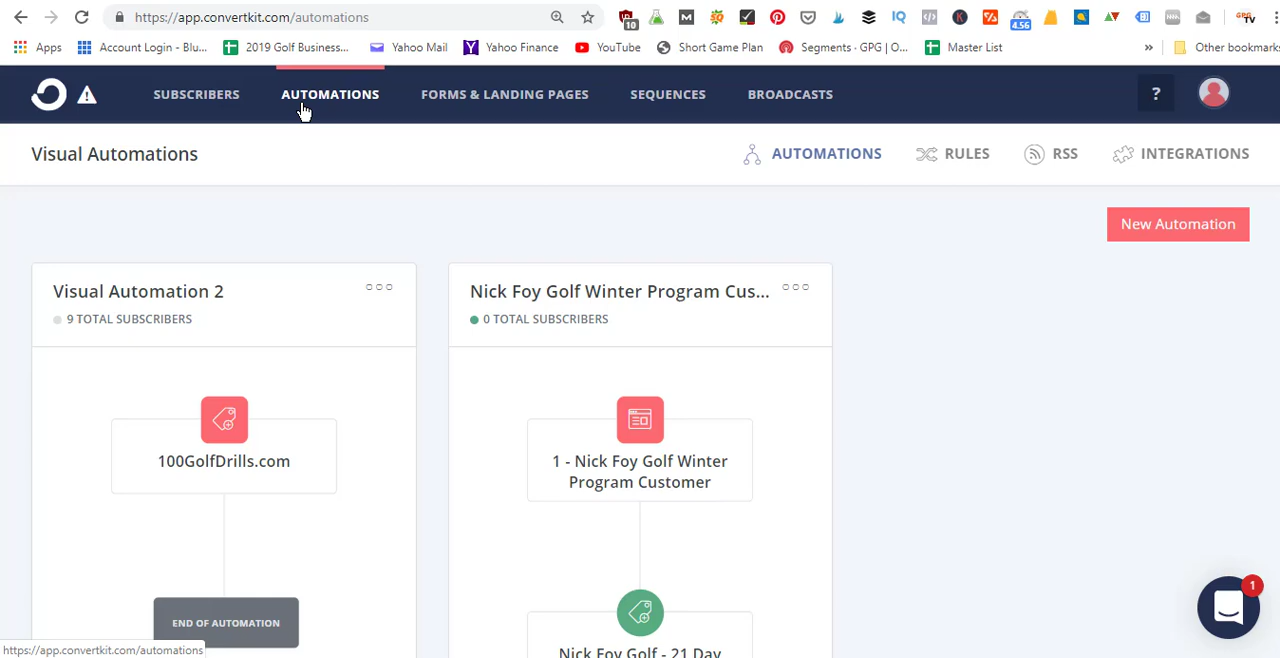 https://app.convertkit.com/automations
10
4.56
Apps Account Login - Blu... 2019 Golf Business... Yahoo Mail Yahoo Finance YouTube Short Game Plan Segments - GPG | O... Master List » Other bookmarks
SUBSCRIBERS AUTOMATIONS FORMS & LANDING PAGES SEQUENCES BROADCASTS ?
Visual Automations AUTOMATIONS RULES RSS INTEGRATIONS
New Automation
Visual Automation 2
9 TOTAL SUBSCRIBERS
100GolfDrills.com
END OF AUTOMATION
Nick Foy Golf Winter Program Cus...
0 TOTAL SUBSCRIBERS
1 - Nick Foy Golf Winter
Program Customer
Nick Foy Golf - 21 Day
1
https://app.convertkit.com/automations